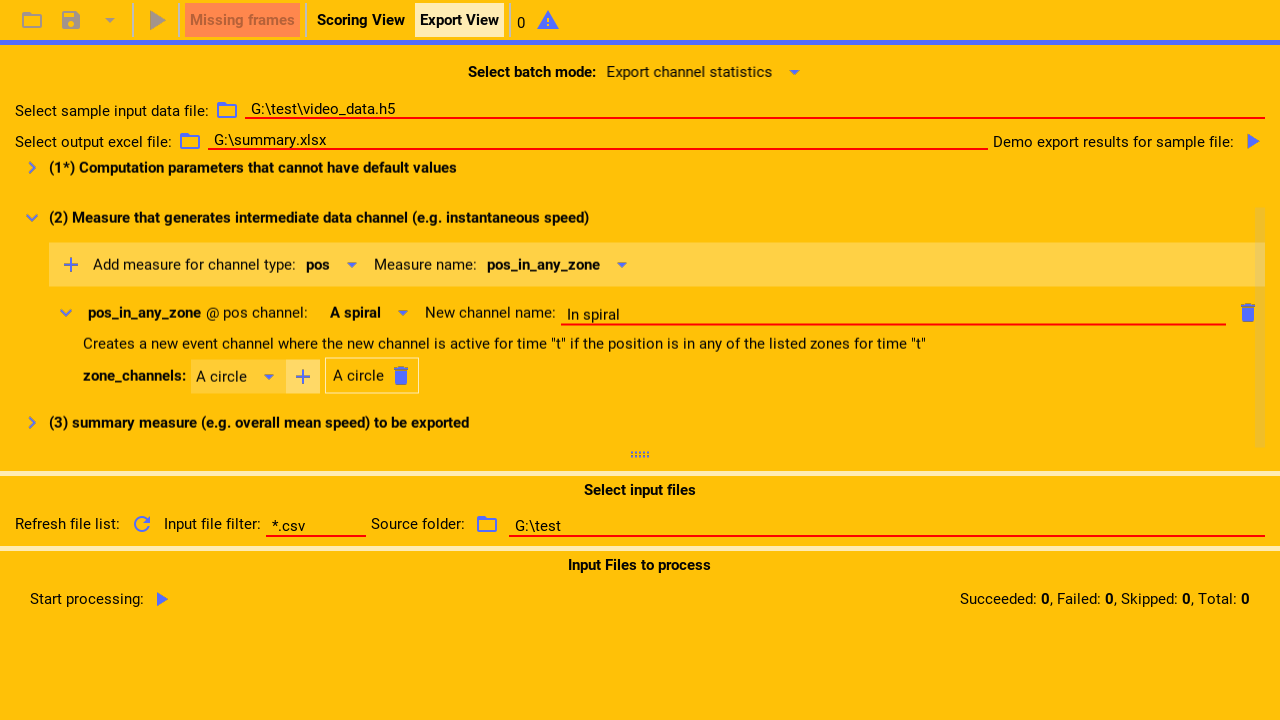 Missing frames Scoring View Export View 0
Select batch mode: Export channel statistics
Select sample input data file: G:\test\video_data.h5
Select output excel file: G:\summary.xlsx Demo export results for sample file:
(1*) Computation parameters that cannot have default values
(2) Measure that generates intermediate data channel (e.g. instantaneous speed)
Add measure for channel type: pos Measure name: pos_in_any_zone
pos_in_any_zone @ pos channel: A spiral New channel name: In spiral
Creates a new event channel where the new channel is active for time "t" if the position is in any of the listed zones for time "t"
zone_channels: A circle A circle
(3) summary measure (e.g. overall mean speed) to be exported
Select input files
Refresh file list: Input file filter: *.csv Source folder: G:\test
Input Files to process
Start processing: Succeeded: 0, Failed: 0, Skipped: 0, Total: 0